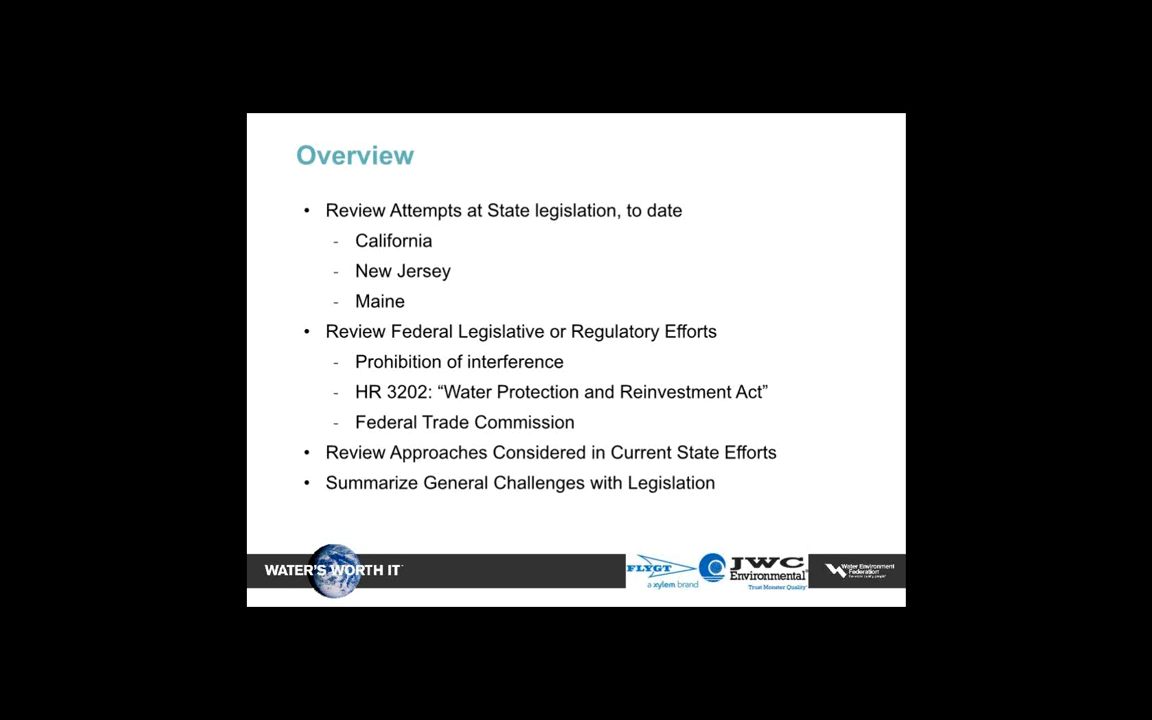 Overview
• Review Attempts at State legislation, to date
- California
- New Jersey
- Maine
• Review Federal Legislative or Regulatory Efforts
- Prohibition of interference
- HR 3202: “Water Protection and Reinvestment Act”
- Federal Trade Commission
• Review Approaches Considered in Current State Efforts
• Summarize General Challenges with Legislation
WATER'S WORTH IT
FLYGT
a xylem brand
JWC
Environmental
Trust Monster Quality
Water Environment
Federation